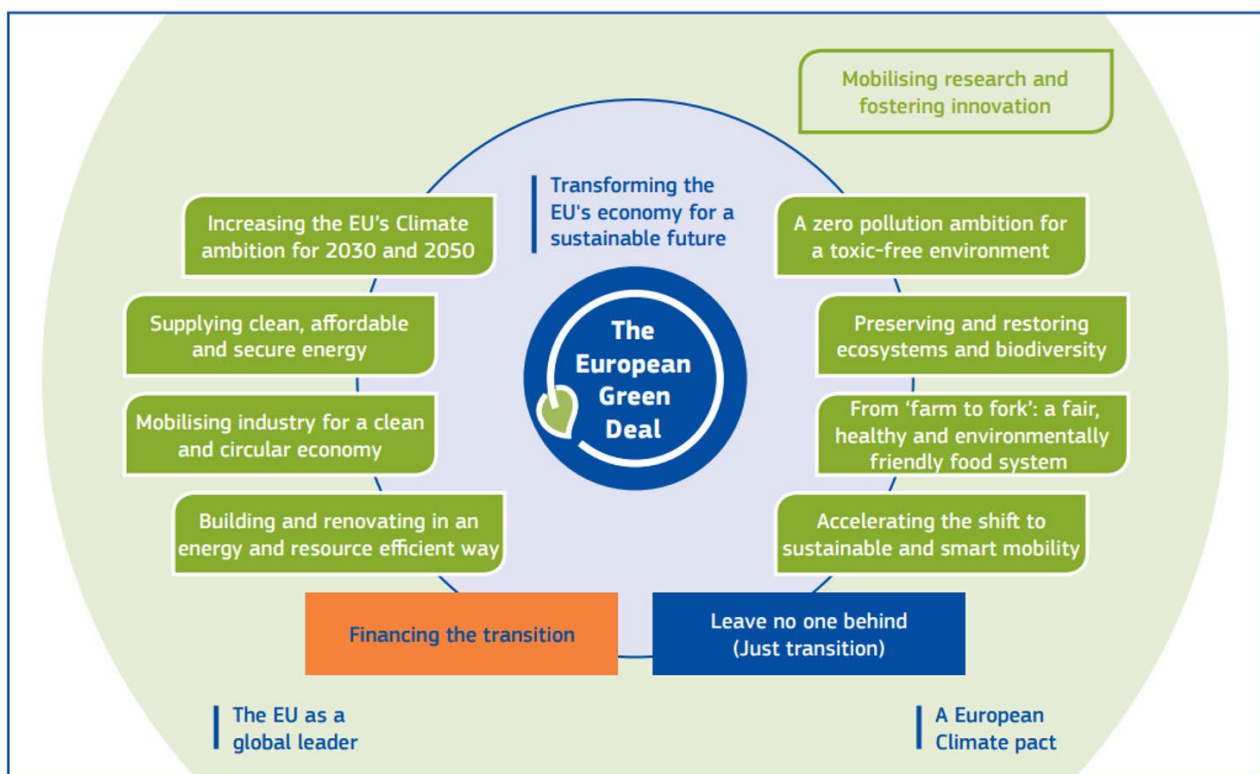 Mobilising research and
fostering innovation
Transforming the
EU's economy for a
sustainable future
Increasing the EU's Climate
ambition for 2030 and 2050
A zero pollution ambition for
a toxic-free environment
Supplying clean, affordable
and secure energy
The
European
Green
Deal
Preserving and restoring
ecosystems and biodiversity
Mobilising industry for a clean
and circular economy
From ‘farm to fork’: a fair,
healthy and environmentally
friendly food system
Building and renovating in an
energy and resource efficient way
Accelerating the shift to
sustainable and smart mobility
Financing the transition
Leave no one behind
(Just transition)
The EU as a
global leader
A European
Climate pact